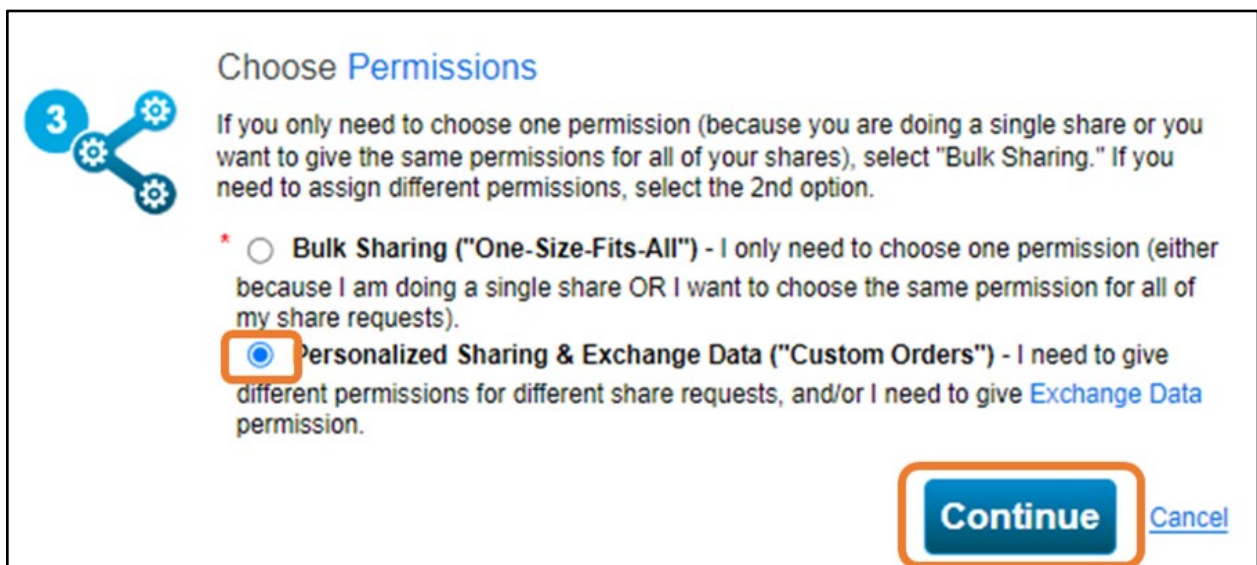 Choose Permissions
3
If you only need to choose one permission (because you are doing a single share or you
want to give the same permissions for all of your shares), select "Bulk Sharing." If you
need to assign different permissions, select the 2nd option.
* Bulk Sharing ("One-Size-Fits-All") - I only need to choose one permission (either
because I am doing a single share OR I want to choose the same permission for all of
my share requests).
Personalized Sharing & Exchange Data ("Custom Orders") - I need to give
different permissions for different share requests, and/or I need to give Exchange Data
permission.
Continue Cancel